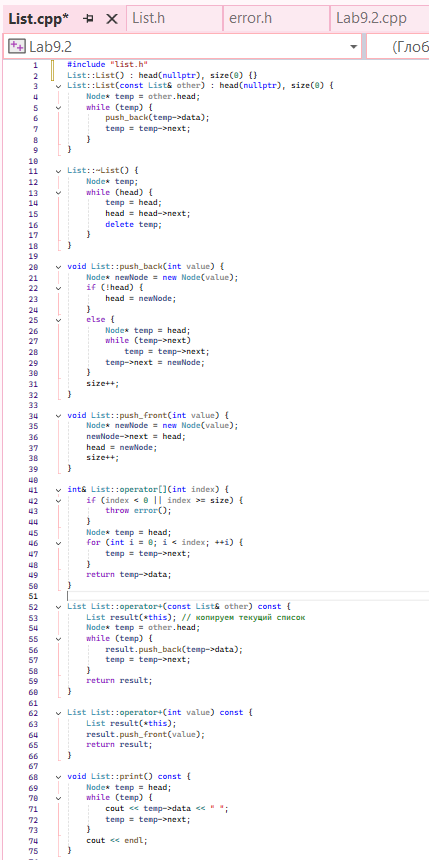 List.cpp* List.h error.h Lab9.2.cpp
Lab9.2 (Глоб
1 #include "list.h"
2 List::List() : head(nullptr), size(0) {}
3 List::List(const List& other) : head(nullptr), size(0) {
4 Node* temp = other.head;
5 while (temp) {
6 push_back(temp->data);
7 temp = temp->next;
8 }
9 }
10
11 List::~List() {
12 Node* temp;
13 while (head) {
14 temp = head;
15 head = head->next;
16 delete temp;
17 }
18 }
19
20 void List::push_back(int value) {
21 Node* newNode = new Node(value);
22 if (!head) {
23 head = newNode;
24 }
25 else {
26 Node* temp = head;
27 while (temp->next)
28 temp = temp->next;
29 temp->next = newNode;
30 }
31 size++;
32 }
33
34 void List::push_front(int value) {
35 Node* newNode = new Node(value);
36 newNode->next = head;
37 head = newNode;
38 size++;
39 }
40
41 int& List::operator[](int index) {
42 if (index < 0 || index >= size) {
43 throw error();
44 }
45 Node* temp = head;
46 for (int i = 0; i < index; ++i) {
47 temp = temp->next;
48 }
49 return temp->data;
50 }
51
52 List List::operator+(const List& other) const {
53 List result(*this); // копируем текущий список
54 Node* temp = other.head;
55 while (temp) {
56 result.push_back(temp->data);
57 temp = temp->next;
58 }
59 return result;
60 }
61
62 List List::operator+(int value) const {
63 List result(*this);
64 result.push_front(value);
65 return result;
66 }
67
68 void List::print() const {
69 Node* temp = head;
70 while (temp) {
71 cout << temp->data << " ";
72 temp = temp->next;
73 }
74 cout << endl;
75 }